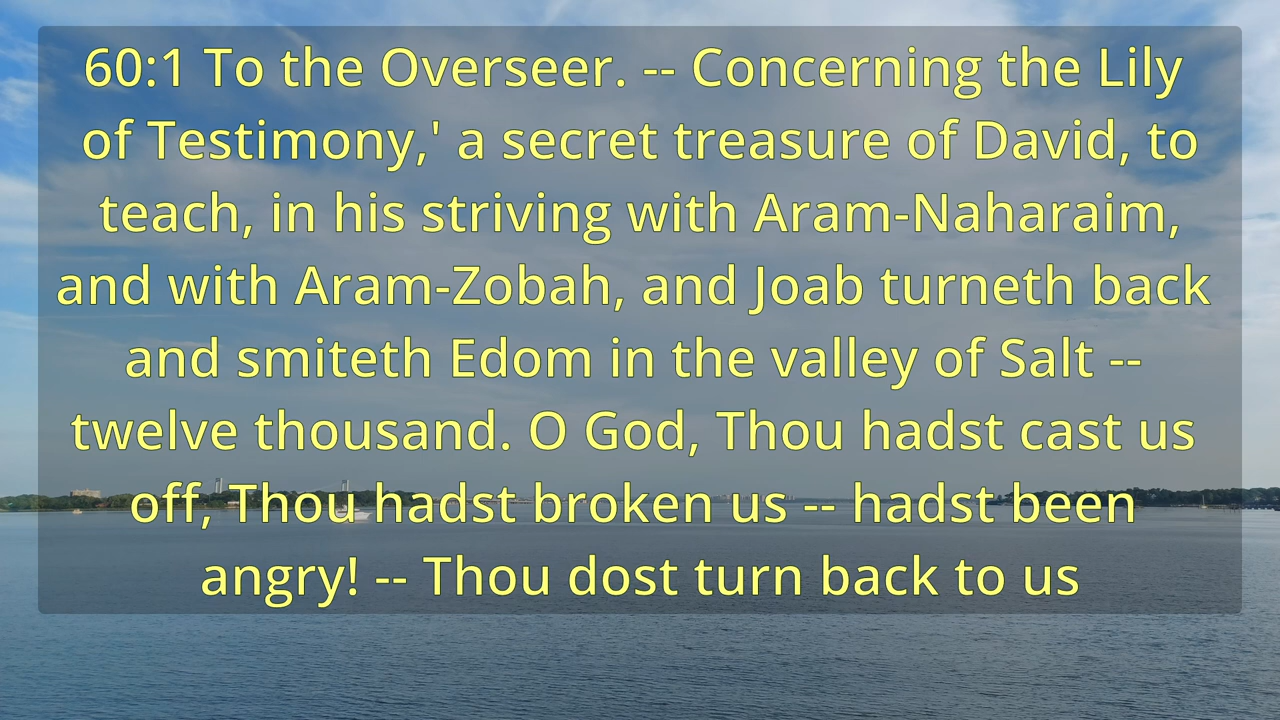 60:1 To the Overseer. -- Concerning the Lily
of Testimony,' a secret treasure of David, to
teach, in his striving with Aram-Naharaim,
and with Aram-Zobah, and Joab turneth back
and smiteth Edom in the valley of Salt --
twelve thousand. O God, Thou hadst cast us
off, Thou hadst broken us -- hadst been
angry! -- Thou dost turn back to us